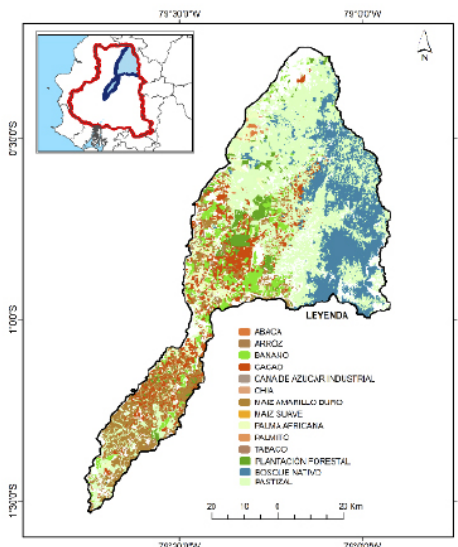 79°30'0"W 79°0'0"W
N
0°30'0"S
1°00'0"S
1°30'0"S
LEYENDA
ABACA
ARROZ
BANANO
CACAO
CANA DE AZUCAR INDUSTRIAL
CHIA
MAIZ AMARILLO DURO
MAIZ SUAVE
PALMA AFRICANA
PALMITO
TABACO
PLANTACION FORESTAL
BOSQUE NATIVO
PASTIZAL
20 10 0 20 Km